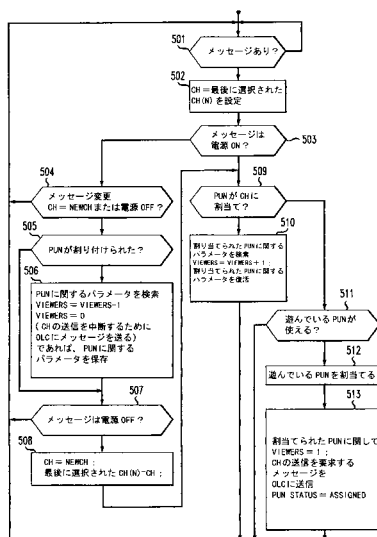 501
メッセージあり?
502
CH=最後に選択された
CH(N)を設定
メッセージは
電源ON?
503
504
メッセージ変更
CH=NEWCHまたは電源OFF?
505
PUNが割り付けられた?
506
PUNに関するパラメータを検索
VIEWERS=VIEWERS-1
VIEWERS=0
(CHの送信を中断するために
OLCにメッセージを送る)
であれば、PUNに関する
パラメータを保存
507
メッセージは電源OFF?
508
CH=NEWCH;
最後に選択されたCH(N)-CH;
509
PUNがCHに
割当て?
510
割り当てられたPUNに関する
パラメータを検索
VIEWERS=VIEWERS+1;
割り当てられたPUNに関する
パラメータを復活
511
遊んでいるPUNが
使える?
512
遊んでいるPUNを割当てる
513
割当てられたPUNに関して
VIEWERS=1;
CHの送信を要求する
メッセージを
OLCに送信
PUN STATUS=ASSIGNED